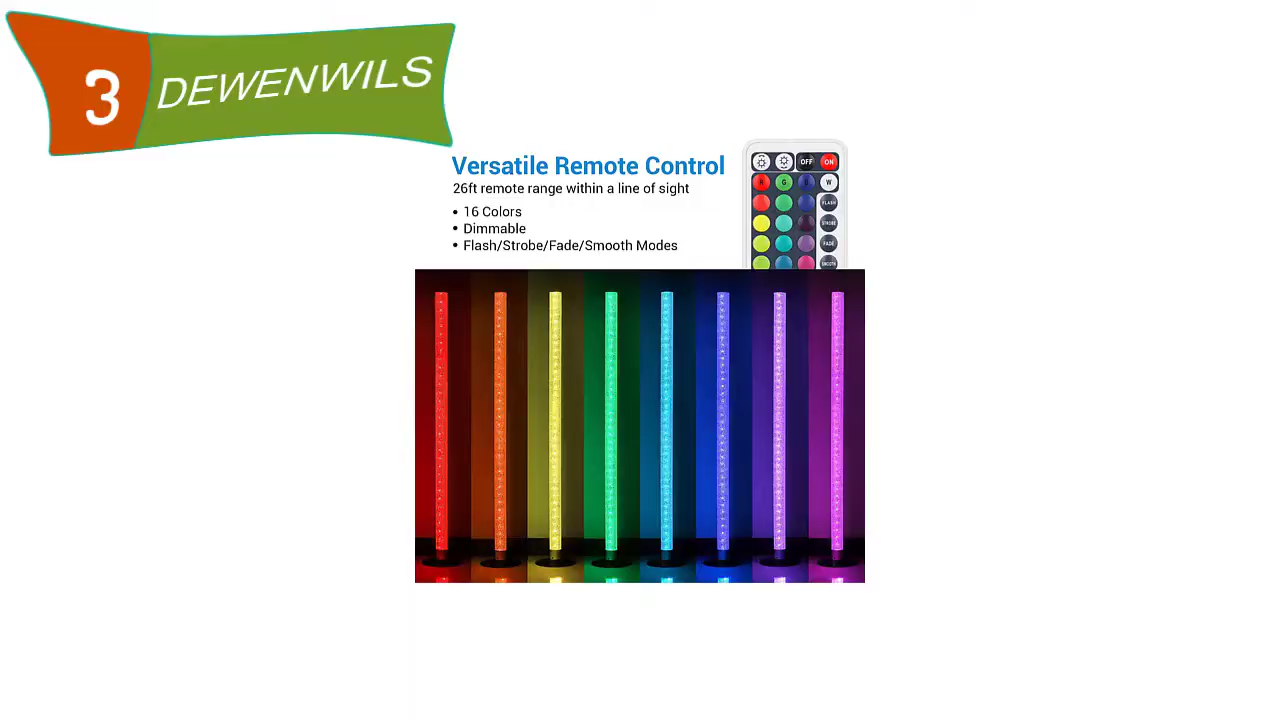 3 DEWENWILS
Versatile Remote Control
26ft remote range within a line of sight
• 16 Colors
• Dimmable
• Flash/Strobe/Fade/Smooth Modes
OFF ON
R G B W
FLASH
STROBE
FADE
SMOOTH